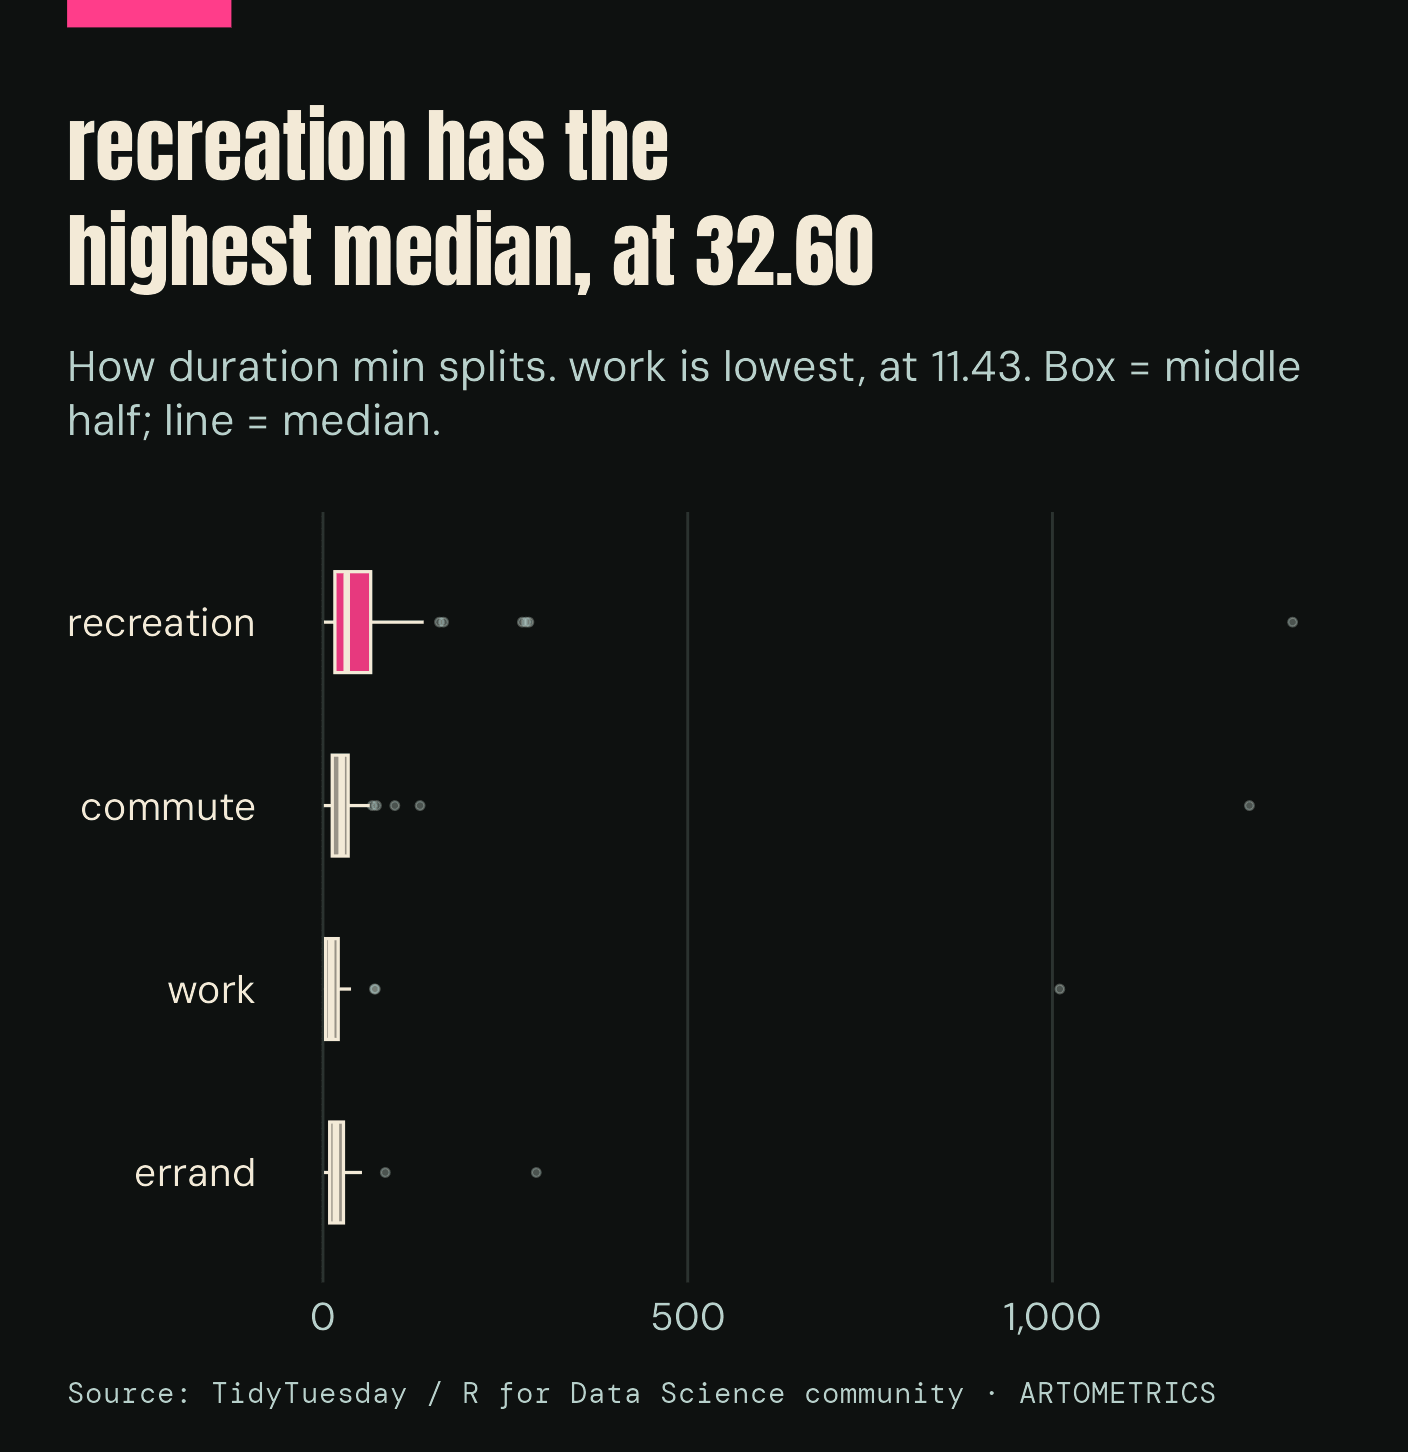 recreation has the
highest median, at 32.60
How duration min splits. work is lowest, at 11.43. Box = middle
half; line = median.
recreation
commute
work
errand
0 500 1,000
Source: TidyTuesday / R for Data Science community · ARTOMETRICS